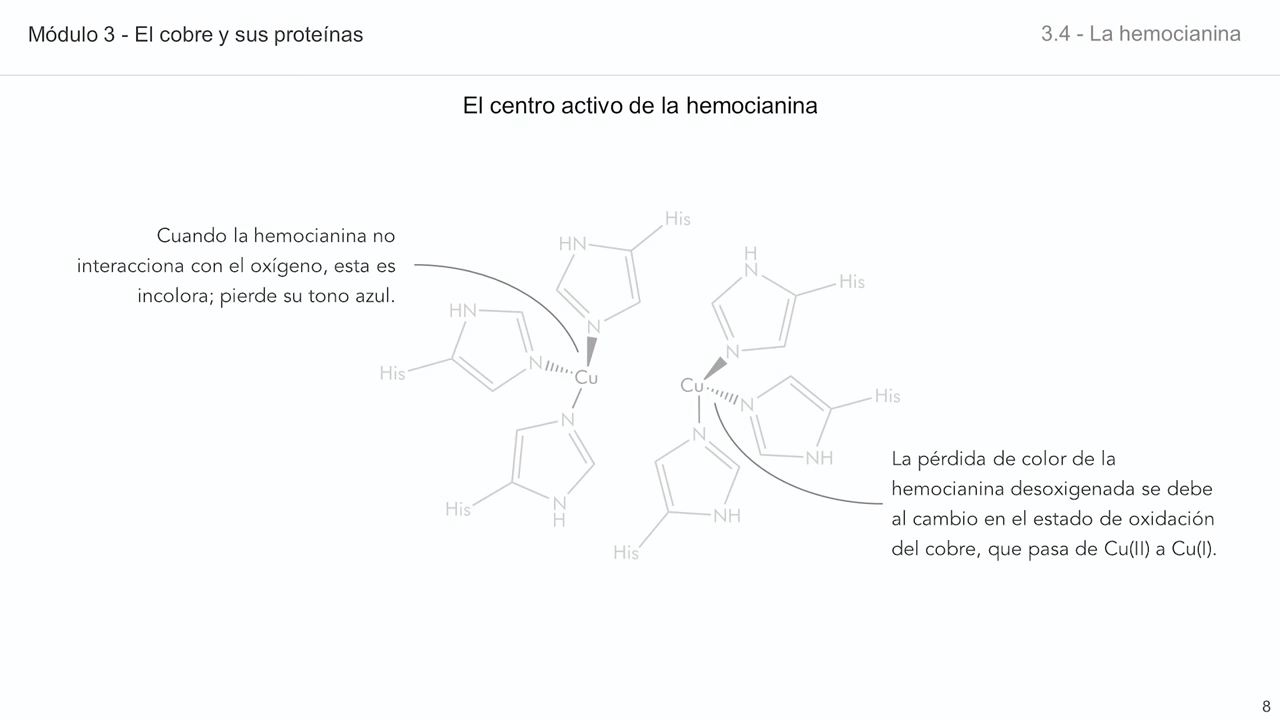 Módulo 3 - El cobre y sus proteínas
3.4 - La hemocianina
El centro activo de la hemocianina
Cuando la hemocianina no
interacciona con el oxígeno, esta es
incolora; pierde su tono azul.
His
HN
N
H
N
His
N
HN
N
His
Cu
N
H
N
His
Cu
N
NH
His
N
NH
His
La pérdida de color de la
hemocianina desoxigenada se debe
al cambio en el estado de oxidación
del cobre, que pasa de Cu(II) a Cu(I).
8